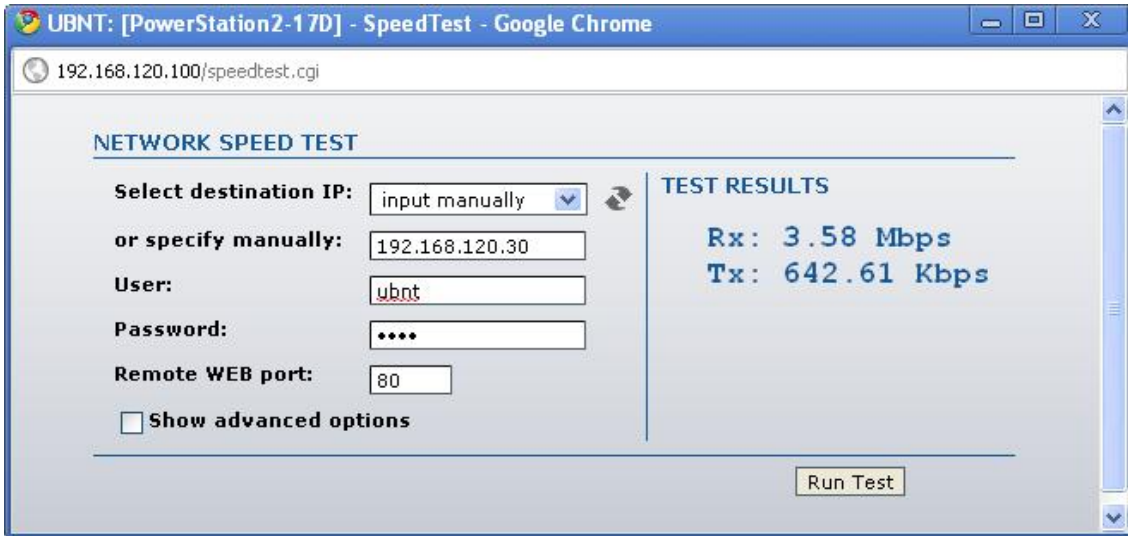 UBNT: [PowerStation2-17D] - SpeedTest - Google Chrome
192.168.120.100/speedtest.cgi
NETWORK SPEED TEST
Select destination IP: input manually
or specify manually: 192.168.120.30
User: ubnt
Password: ••••
Remote WEB port: 80
Show advanced options
TEST RESULTS
Rx: 3.58 Mbps
Tx: 642.61 Kbps
Run Test